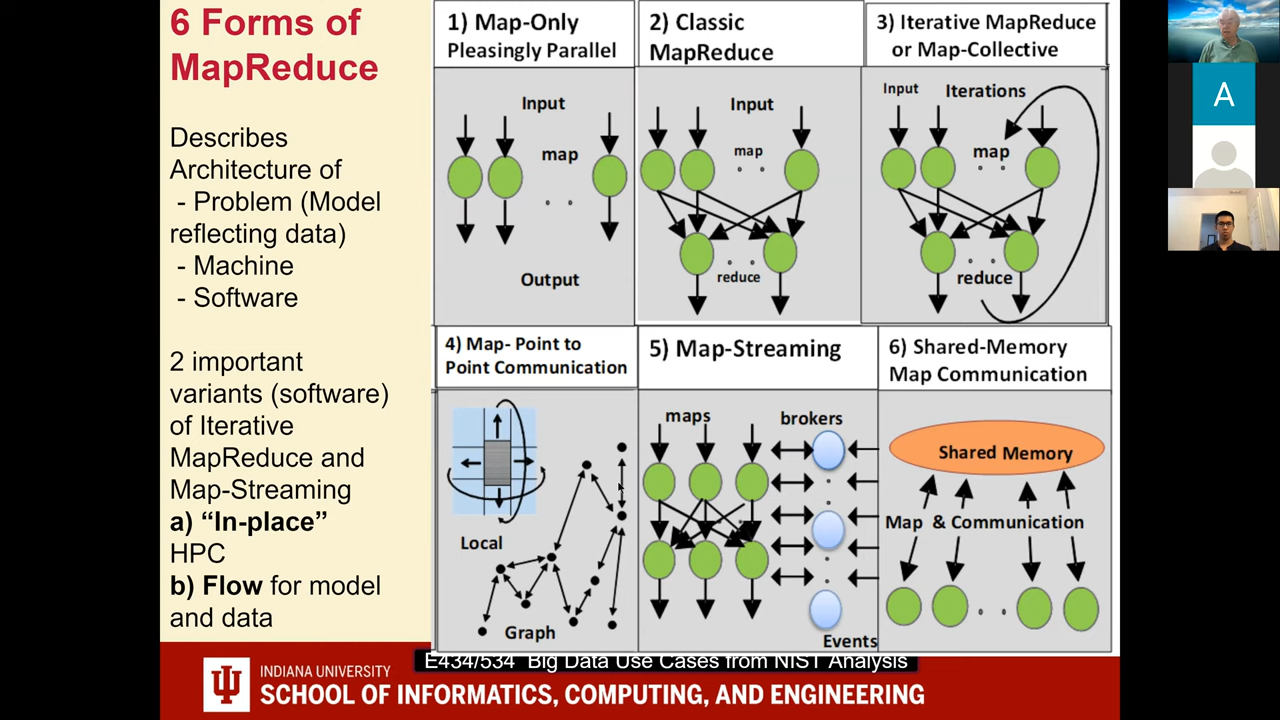 6 Forms of
MapReduce
Describes
Architecture of
- Problem (Model
reflecting data)
- Machine
- Software
2 important
variants (software)
of Iterative
MapReduce and
Map-Streaming
a) “In-place”
HPC
b) Flow for model
and data
1) Map-Only
Pleasingly Parallel
Input
map
Output
2) Classic
MapReduce
Input
map
reduce
3) Iterative MapReduce
or Map-Collective
Input Iterations
map
reduce
4) Map- Point to
Point Communication
Local
Graph
5) Map-Streaming
maps brokers
Events
6) Shared-Memory
Map Communication
Shared Memory
Map & Communication
E434/534 Big Data Use Cases from NIST Analysis
INDIANA UNIVERSITY
SCHOOL OF INFORMATICS, COMPUTING, AND ENGINEERING
A